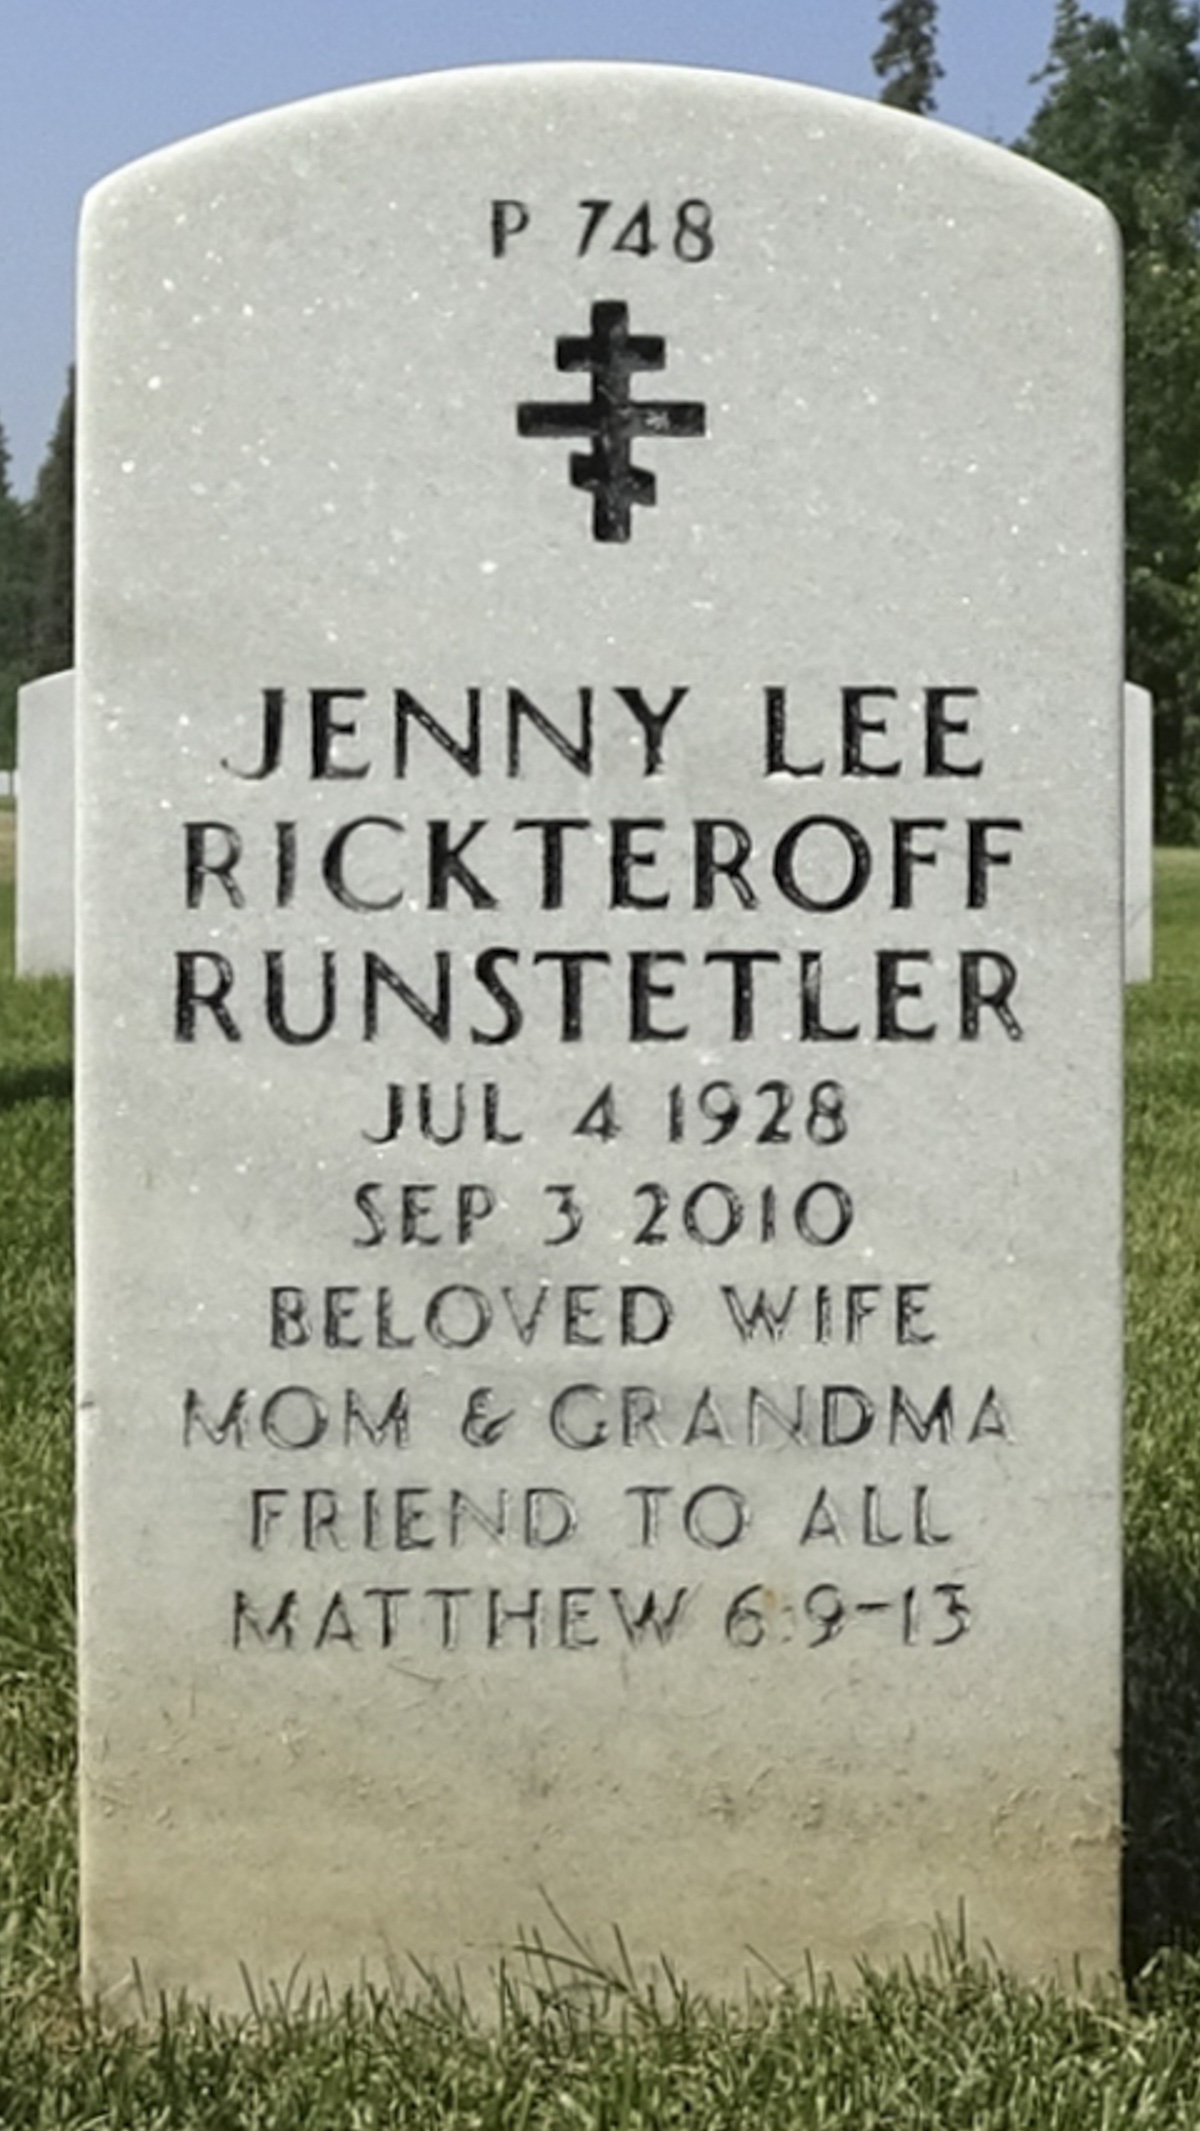 P 748
JENNY LEE
RICKTEROFF
RUNSTETLER
JUL 4 1928
SEP 3 2010
BELOVED WIFE
MOM & GRANDMA
FRIEND TO ALL
MATTHEW 6:9-13